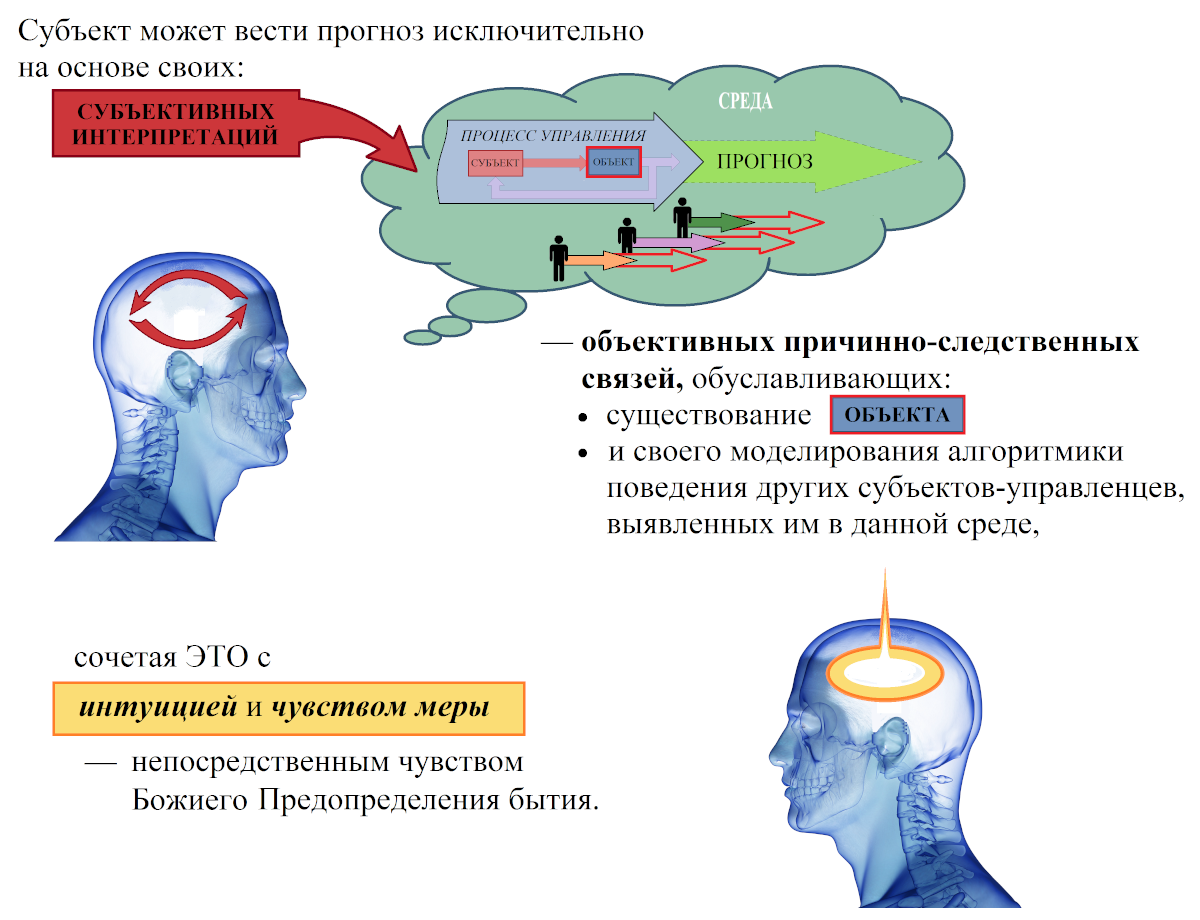 Субъект может вести прогноз исключительно
на основе своих:
СУБЪЕКТИВНЫХ
ИНТЕРПРЕТАЦИЙ
СРЕДА
ПРОЦЕСС УПРАВЛЕНИЯ
СУБЪЕКТ
ОБЪЕКТ
ПРОГНОЗ
— объективных причинно-следственных
связей, обуславливающих:
• существование ОБЪЕКТА
• и своего моделирования алгоритмики
поведения других субъектов-управленцев,
выявленных им в данной среде,
сочетая ЭТО с
интуицией и чувством меры
— непосредственным чувством
Божиего Предопределения бытия.